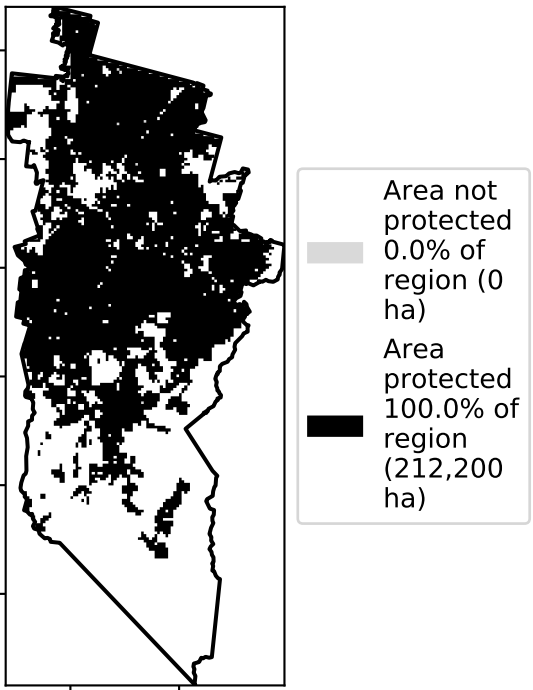 Area not
protected
0.0% of
region (0
ha)
Area
protected
100.0% of
region
(212,200
ha)